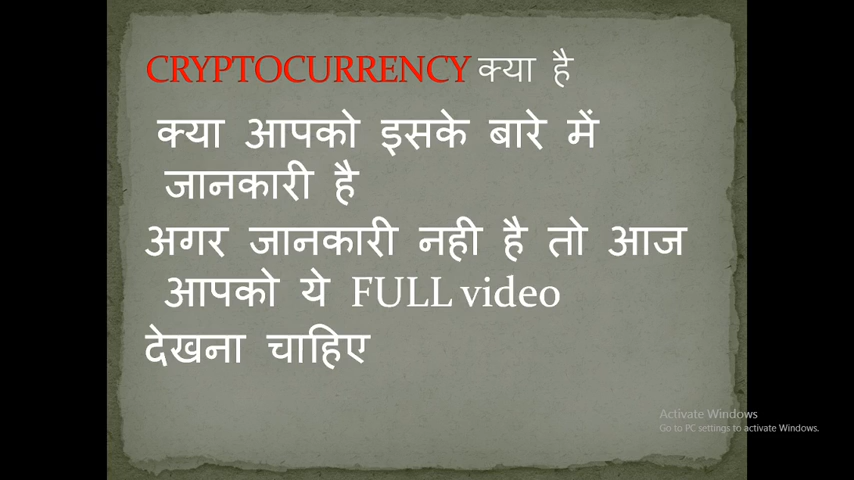 CRYPTOCURRENCY क्या है
क्या आपको इसके बारे में
जानकारी है
अगर जानकारी नही है तो आज
आपको ये FULL video
देखना चाहिए
Activate Windows
Go to PC settings to activate Windows.